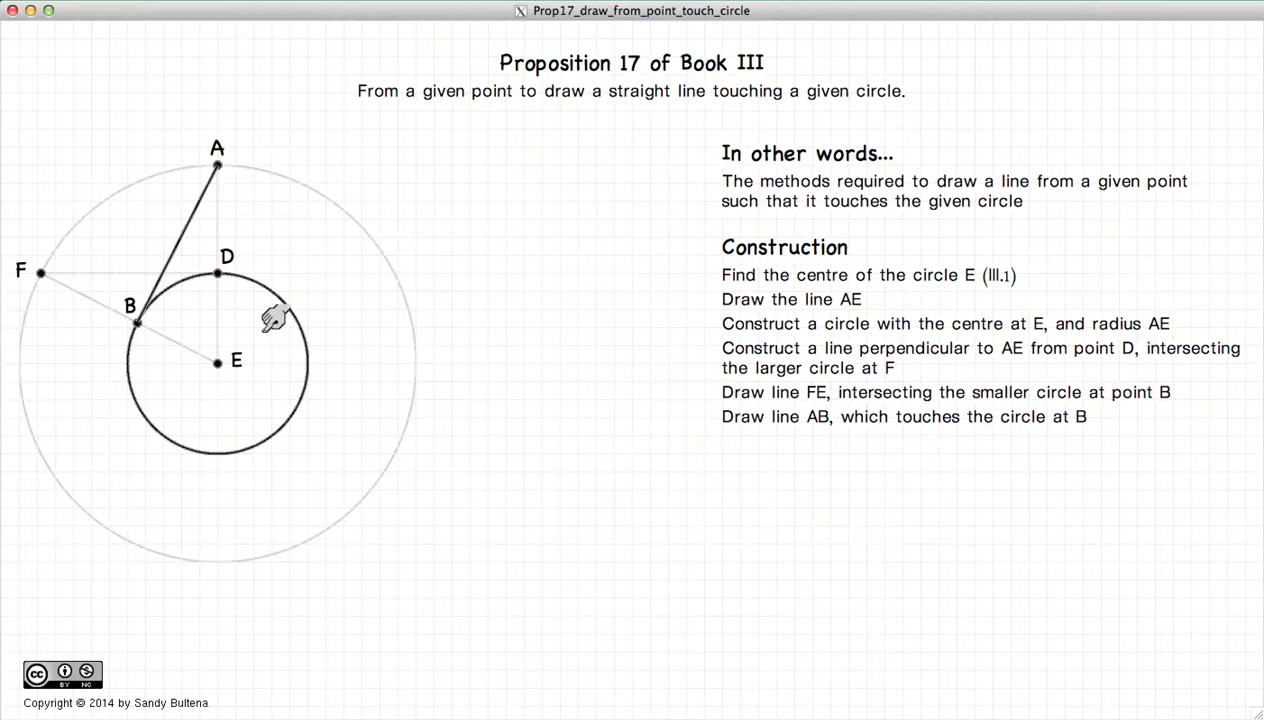 Prop17_draw_from_point_touch_circle
Proposition 17 of Book III
From a given point to draw a straight line touching a given circle.
A
D
F
B
E
In other words...
The methods required to draw a line from a given point
such that it touches the given circle
Construction
Find the centre of the circle E (III.1)
Draw the line AE
Construct a circle with the centre at E, and radius AE
Construct a line perpendicular to AE from point D, intersecting
the larger circle at F
Draw line FE, intersecting the smaller circle at point B
Draw line AB, which touches the circle at B
cc
BY NC
Copyright © 2014 by Sandy Bultena